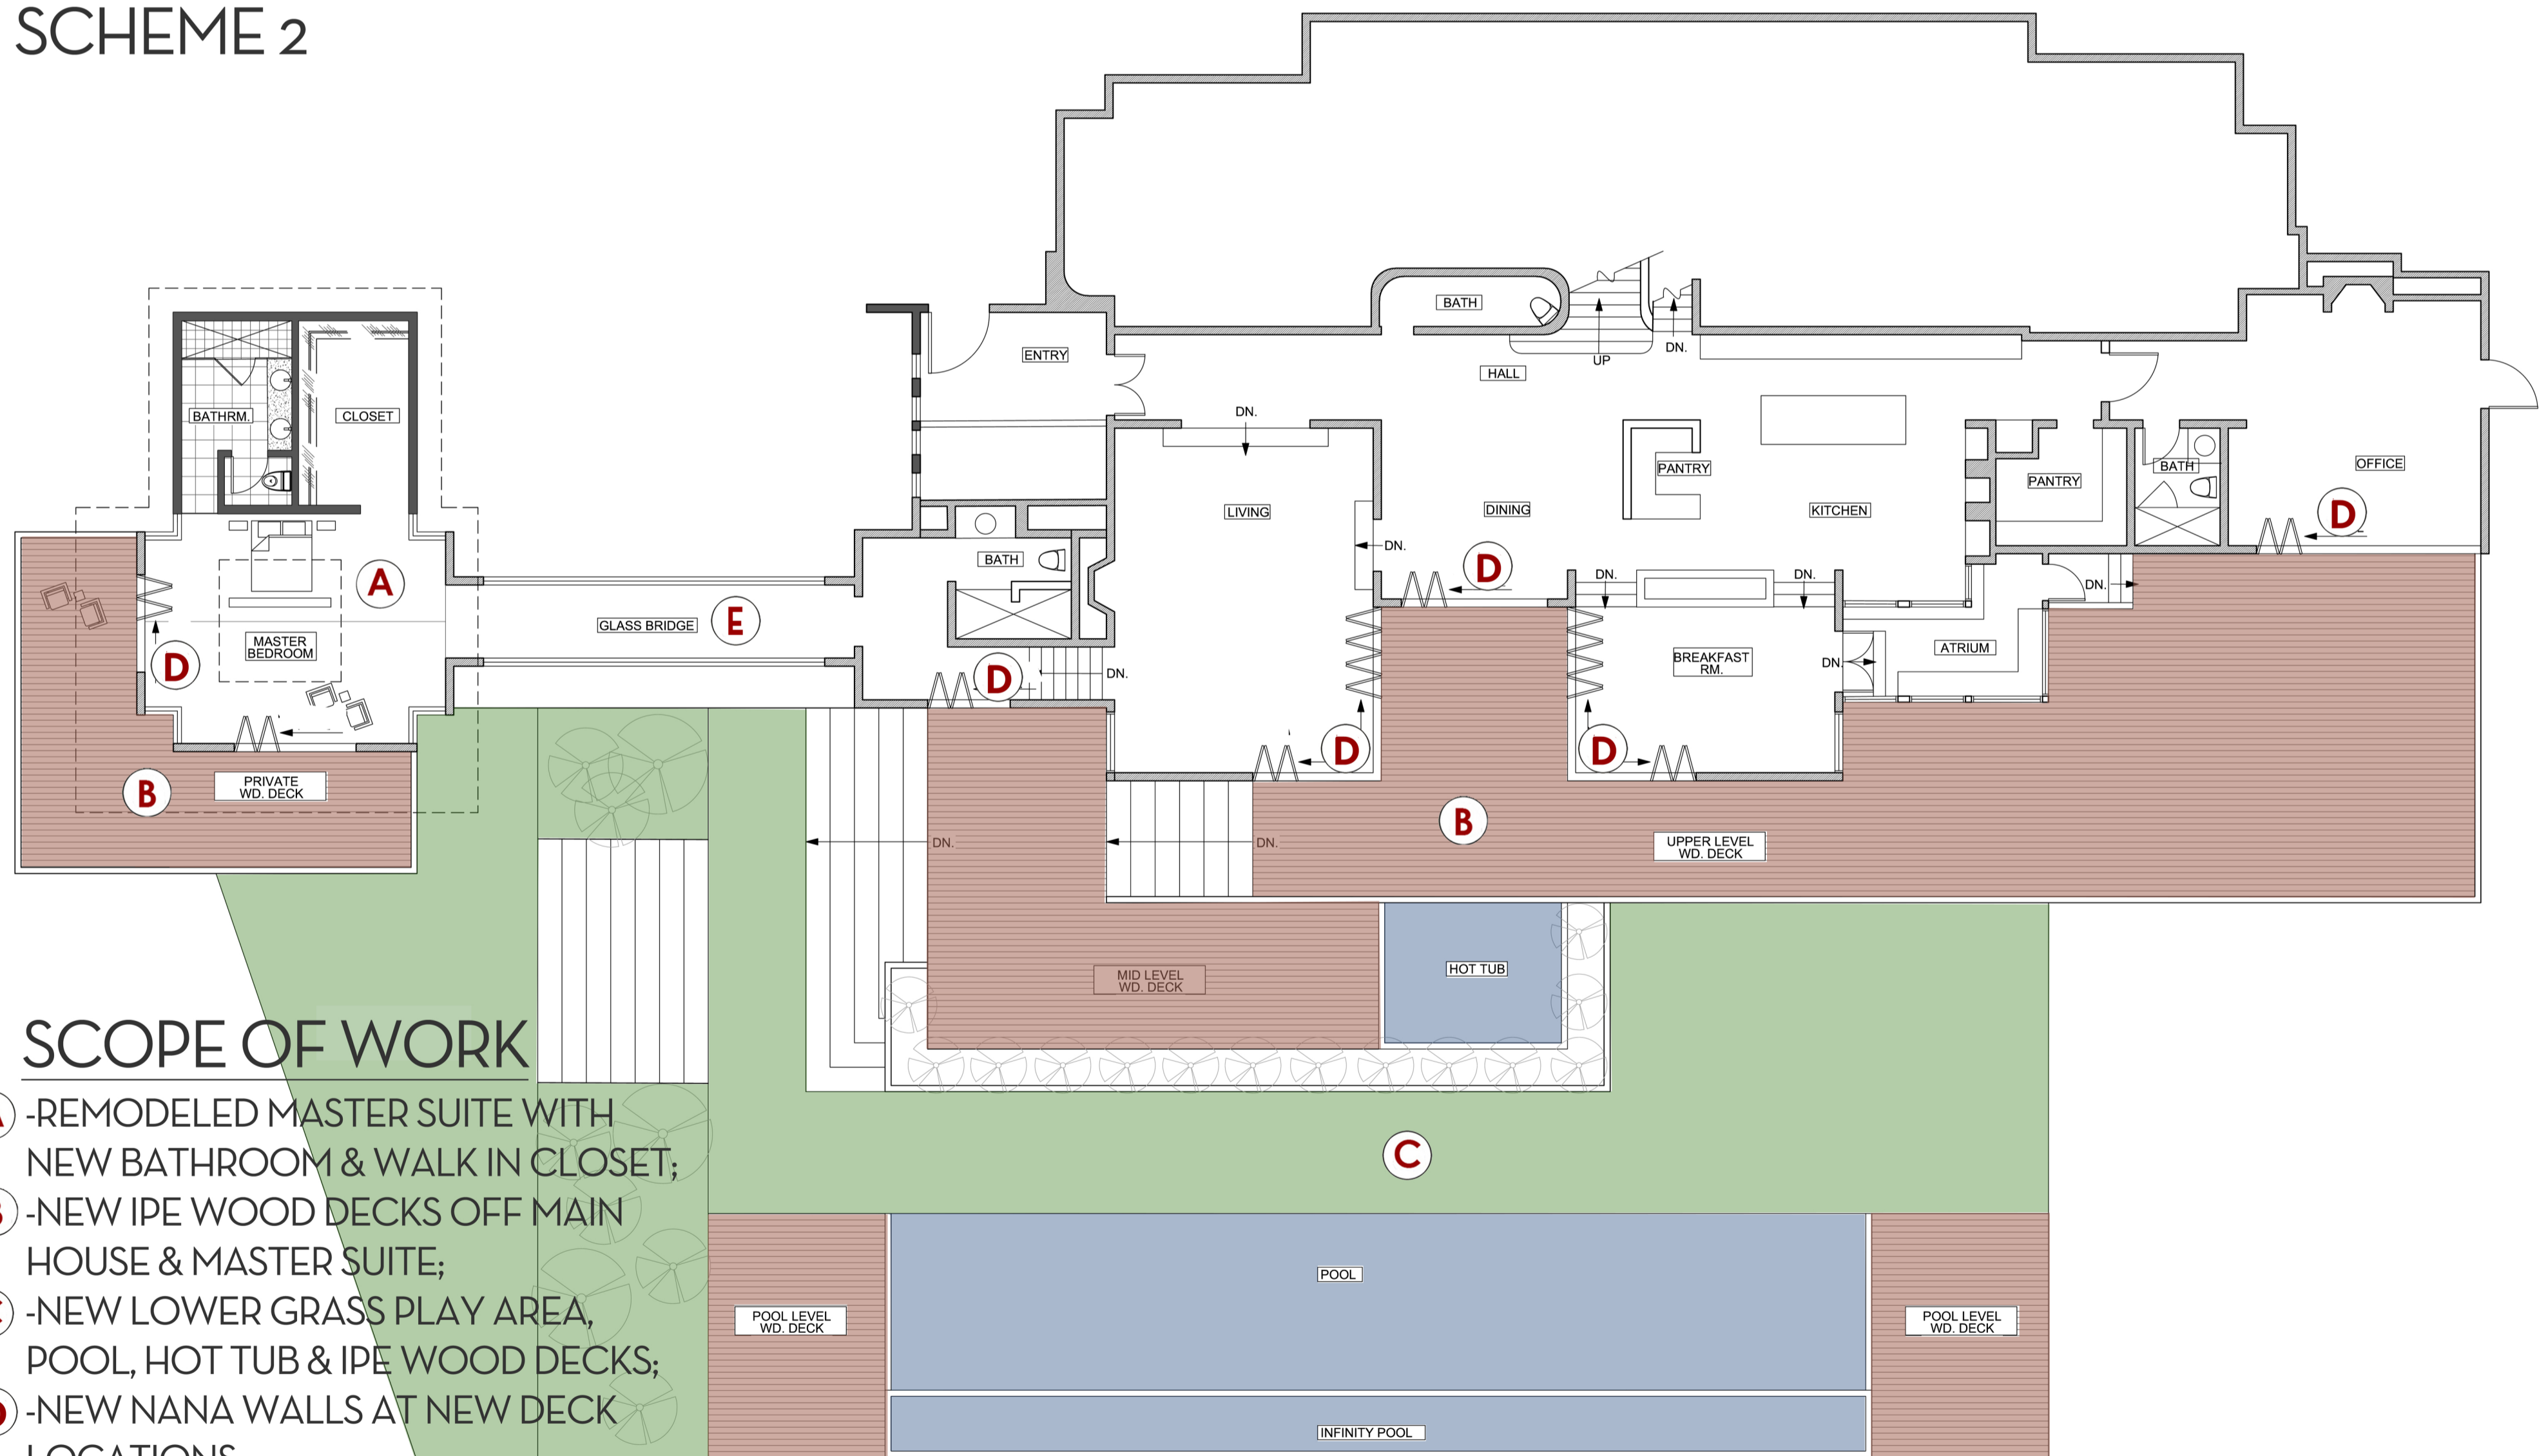 SCHEME 2
BATH
UP
DN.
ENTRY
HALL
DN.
BATHRM.
CLOSET
PANTRY
BATH
OFFICE
PANTRY
LIVING
DINING
KITCHEN
D
DN.
BATH
D
DN.
DN.
DN.
A
GLASS BRIDGE
E
MASTER
BEDROOM
D
D
DN.
BREAKFAST
RM.
DN.
ATRIUM
D
D
PRIVATE
WD. DECK
B
B
DN.
DN.
UPPER LEVEL
WD. DECK
MID LEVEL
WD. DECK
HOT TUB
C
POOL
POOL LEVEL
WD. DECK
POOL LEVEL
WD. DECK
INFINITY POOL
SCOPE OF WORK
A -REMODELED MASTER SUITE WITH
NEW BATHROOM & WALK IN CLOSET;
B -NEW IPE WOOD DECKS OFF MAIN
HOUSE & MASTER SUITE;
C -NEW LOWER GRASS PLAY AREA,
POOL, HOT TUB & IPE WOOD DECKS;
D -NEW NANA WALLS AT NEW DECK
LOCATIONS